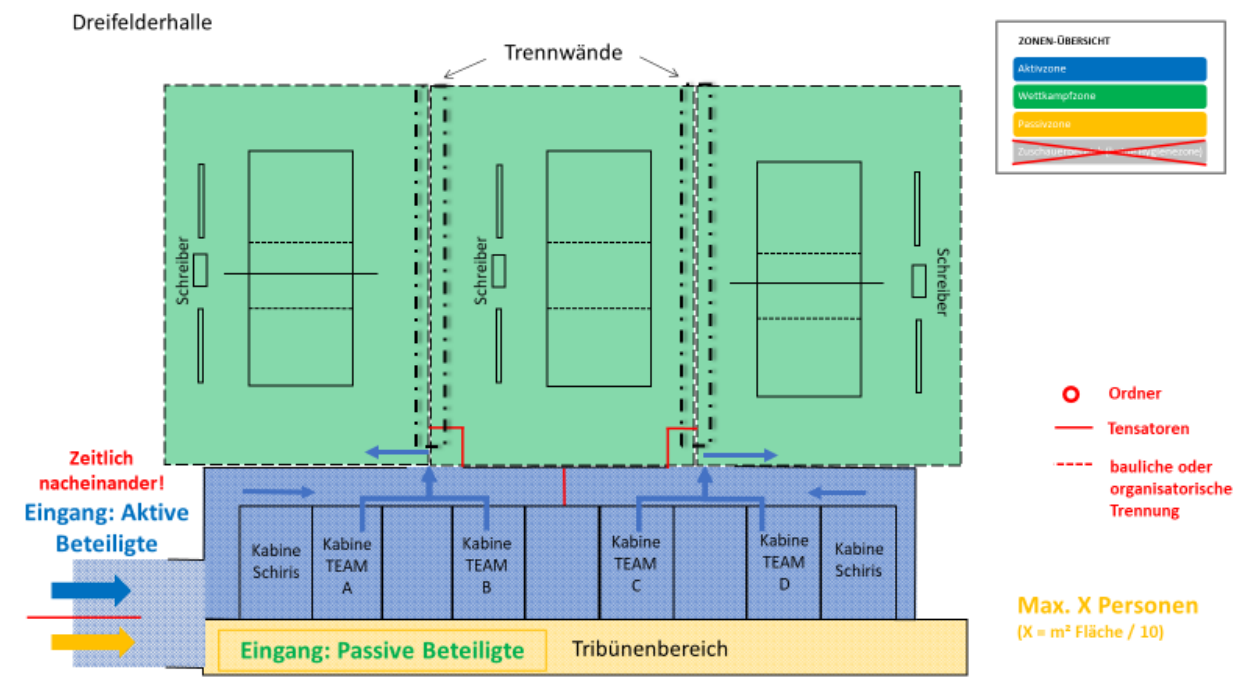 Dreifelderhalle
Trennwände
ZONEN-ÜBERSICHT
Aktivzone
Wettkampfzone
Passivzone
Schreiber
Schreiber
Schreiber
Ordner
Tensatoren
bauliche oder
organisatorische
Trennung
Zeitlich
nacheinander!
Eingang: Aktive
Beteiligte
Kabine
Schiris
Kabine
TEAM
A
Kabine
TEAM
B
Kabine
TEAM
C
Kabine
TEAM
D
Kabine
Schiris
Max. X Personen
(X = m² Fläche / 10)
Eingang: Passive Beteiligte
Tribünenbereich